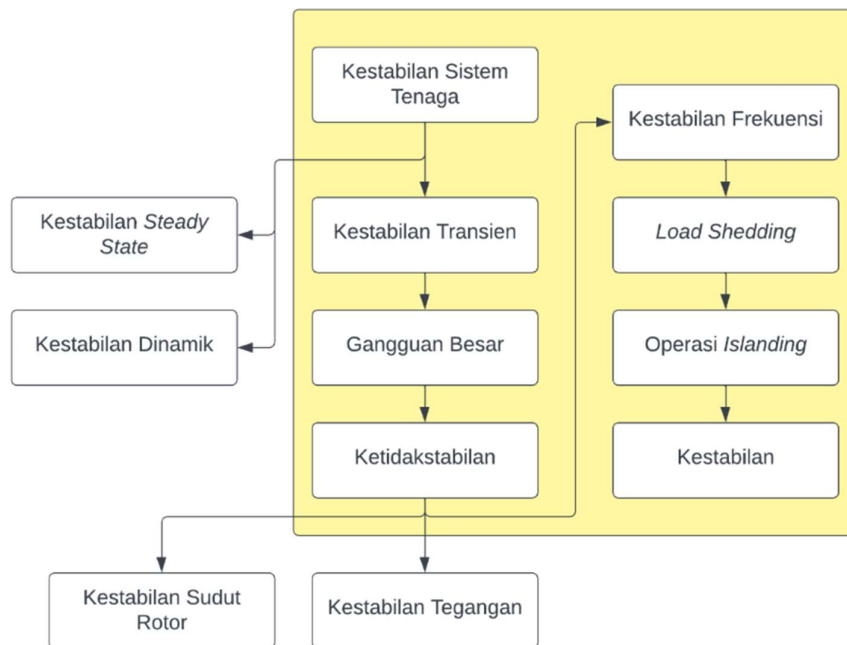 Kestabilan Sistem
Tenaga
Kestabilan Frekuensi
Kestabilan Steady
State
Kestabilan Transien
Load Shedding
Kestabilan Dinamik
Gangguan Besar
Operasi Islanding
Ketidakstabilan
Kestabilan
Kestabilan Sudut
Rotor
Kestabilan Tegangan